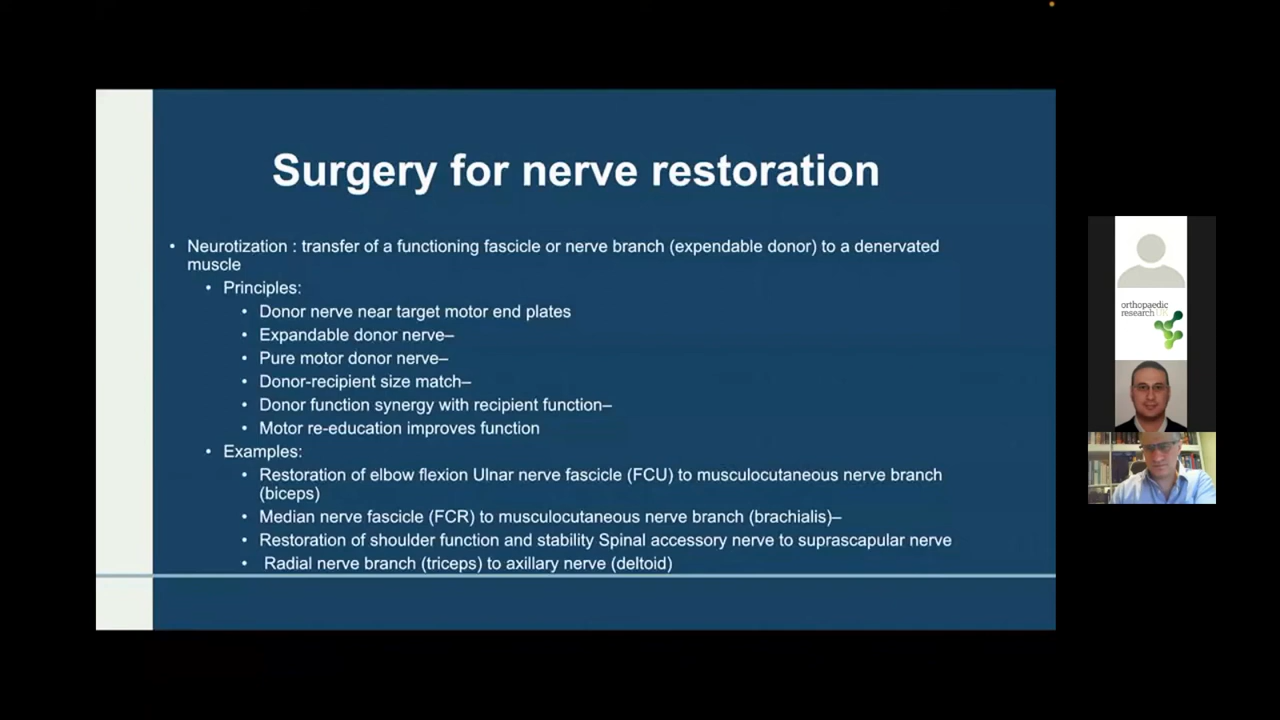 Surgery for nerve restoration
• Neurotization : transfer of a functioning fascicle or nerve branch (expendable donor) to a denervated
muscle
• Principles:
• Donor nerve near target motor end plates
• Expandable donor nerve–
• Pure motor donor nerve–
• Donor-recipient size match–
• Donor function synergy with recipient function–
• Motor re-education improves function
• Examples:
• Restoration of elbow flexion Ulnar nerve fascicle (FCU) to musculocutaneous nerve branch
(biceps)
• Median nerve fascicle (FCR) to musculocutaneous nerve branch (brachialis)–
• Restoration of shoulder function and stability Spinal accessory nerve to suprascapular nerve
• Radial nerve branch (triceps) to axillary nerve (deltoid)
orthopaedic
research UK